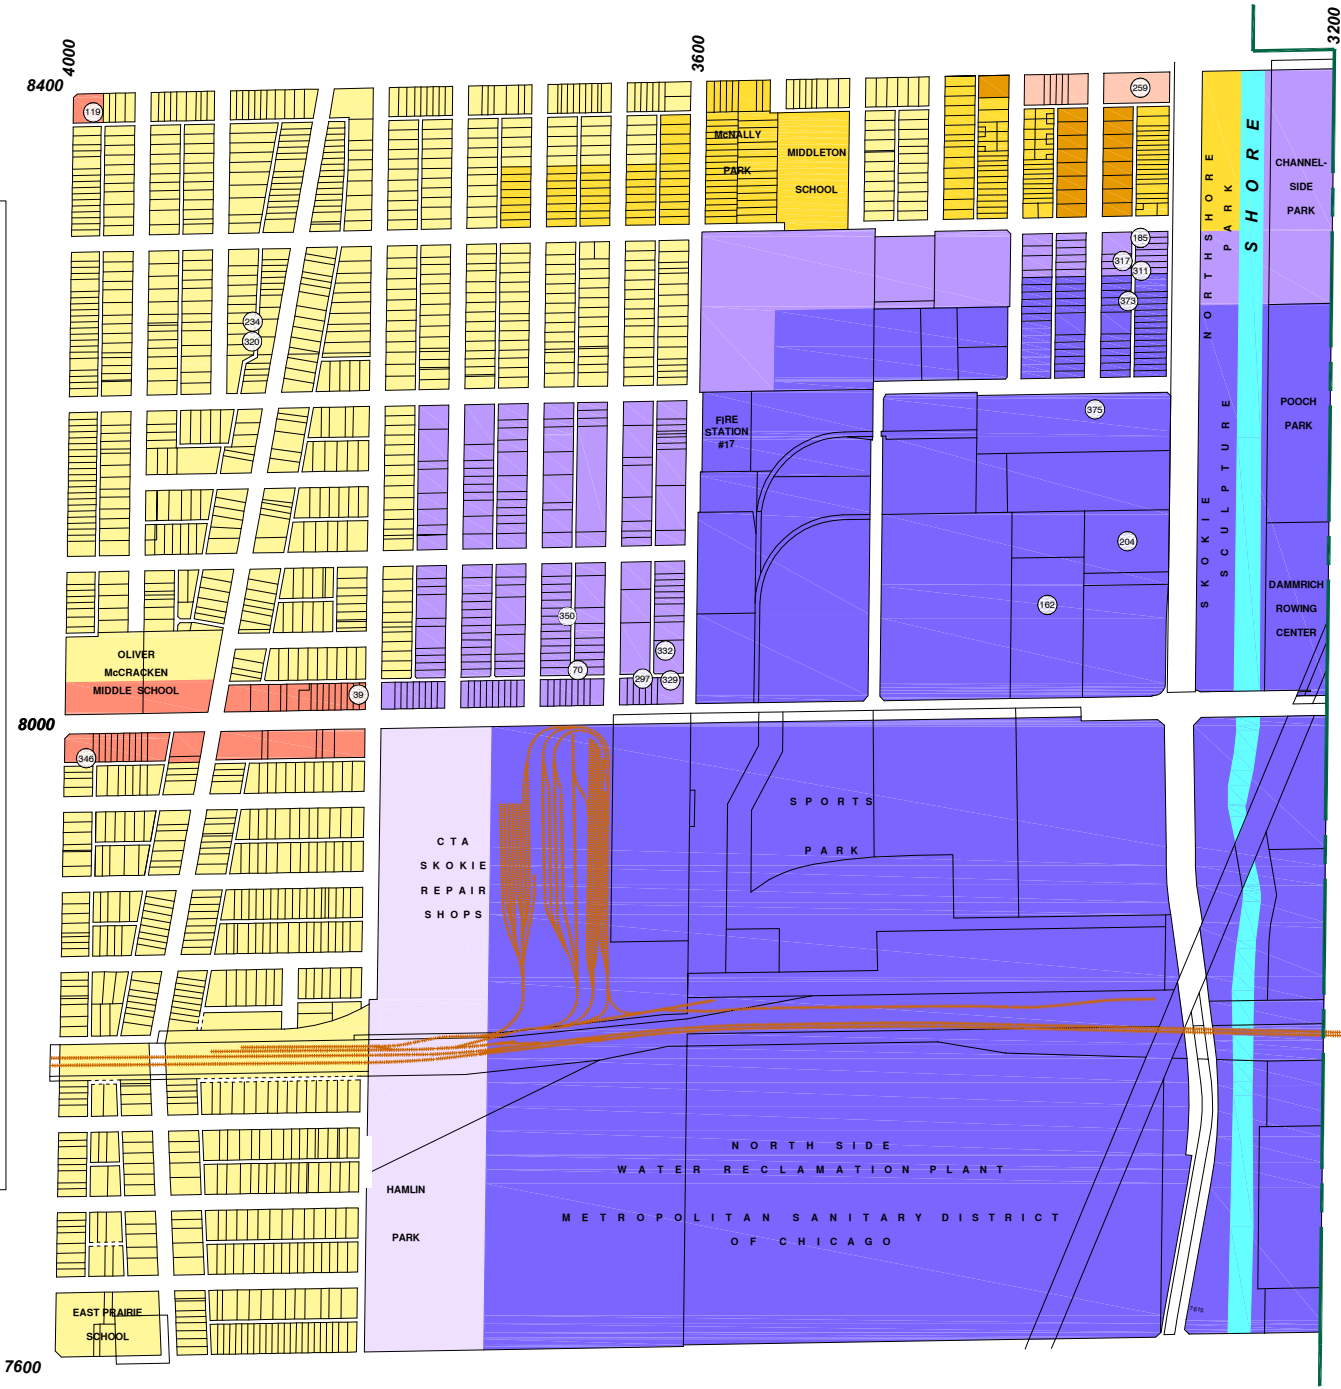 4000
3600
3200
8400
119
259
McNALLY
PARK
MIDDLETON
SCHOOL
NORTH SHORE
PARK
SHORE
CHANNEL-
SIDE
PARK
185
317
311
373
234
320
375
FIRE
STATION
#17
POOCH
PARK
SKOKIE
SCULPTURE
204
162
DAMMRICH
ROWING
CENTER
350
332
70
297
329
OLIVER
McCRACKEN
MIDDLE SCHOOL
39
8000
346
SPORTS
PARK
CTA
SKOKIE
REPAIR
SHOPS
NORTH SIDE
WATER RECLAMATION PLANT
METROPOLITAN SANITARY DISTRICT
OF CHICAGO
HAMLIN
PARK
7615
EAST PRAIRIE
SCHOOL
7600